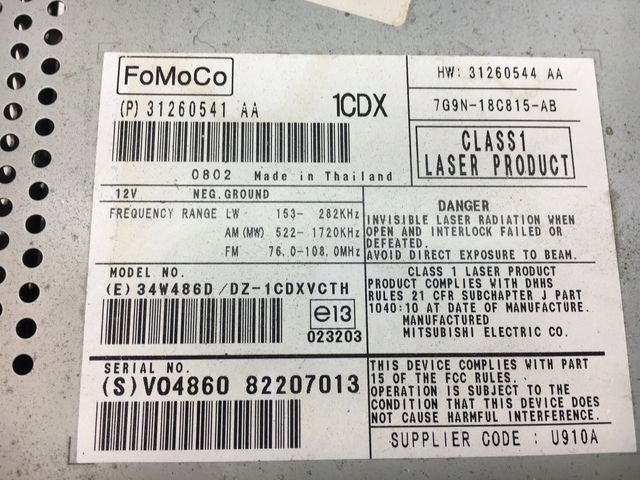 FoMoCo
(P) 31260541 AA
1CDX
HW: 31260544 AA
7G9N-18C815-AB
CLASS1
LASER PRODUCT
0802 Made in Thailand
12V NEG.GROUND
FREQUENCY RANGE LW 153- 282KHz
AM(MW) 522- 1720KHz
FM 76.0-108.0MHz
DANGER
INVISIBLE LASER RADIATION WHEN
OPEN AND INTERLOCK FAILED OR
DEFEATED.
AVOID DIRECT EXPOSURE TO BEAM.
MODEL NO.
(E) 34W486D/DZ-1CDXVCTH
e13
023203
CLASS 1 LASER PRODUCT
PRODUCT COMPLIES WITH DHHS
RULES 21 CFR SUBCHAPTER J PART
1040:10 AT DATE OF MANUFACTURE.
MANUFACTURED
MITSUBISHI ELECTRIC CO.
SERIAL NO.
(S)V04860 82207013
THIS DEVICE COMPLIES WITH PART
15 OF THE FCC RULES.
OPERATION IS SUBJECT TO THE
CONDITION THAT THIS DEVICE DOES
NOT CAUSE HARMFUL INTERFERENCE.
SUPPLIER CODE : U910A